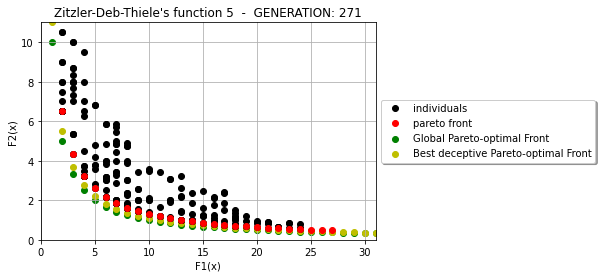 Zitzler-Deb-Thiele's function 5 - GENERATION: 271
10
8
6
4
2
0
F2(x)
0 5 10 15 20 25 30
F1(x)
individuals
pareto front
Global Pareto-optimal Front
Best deceptive Pareto-optimal Front